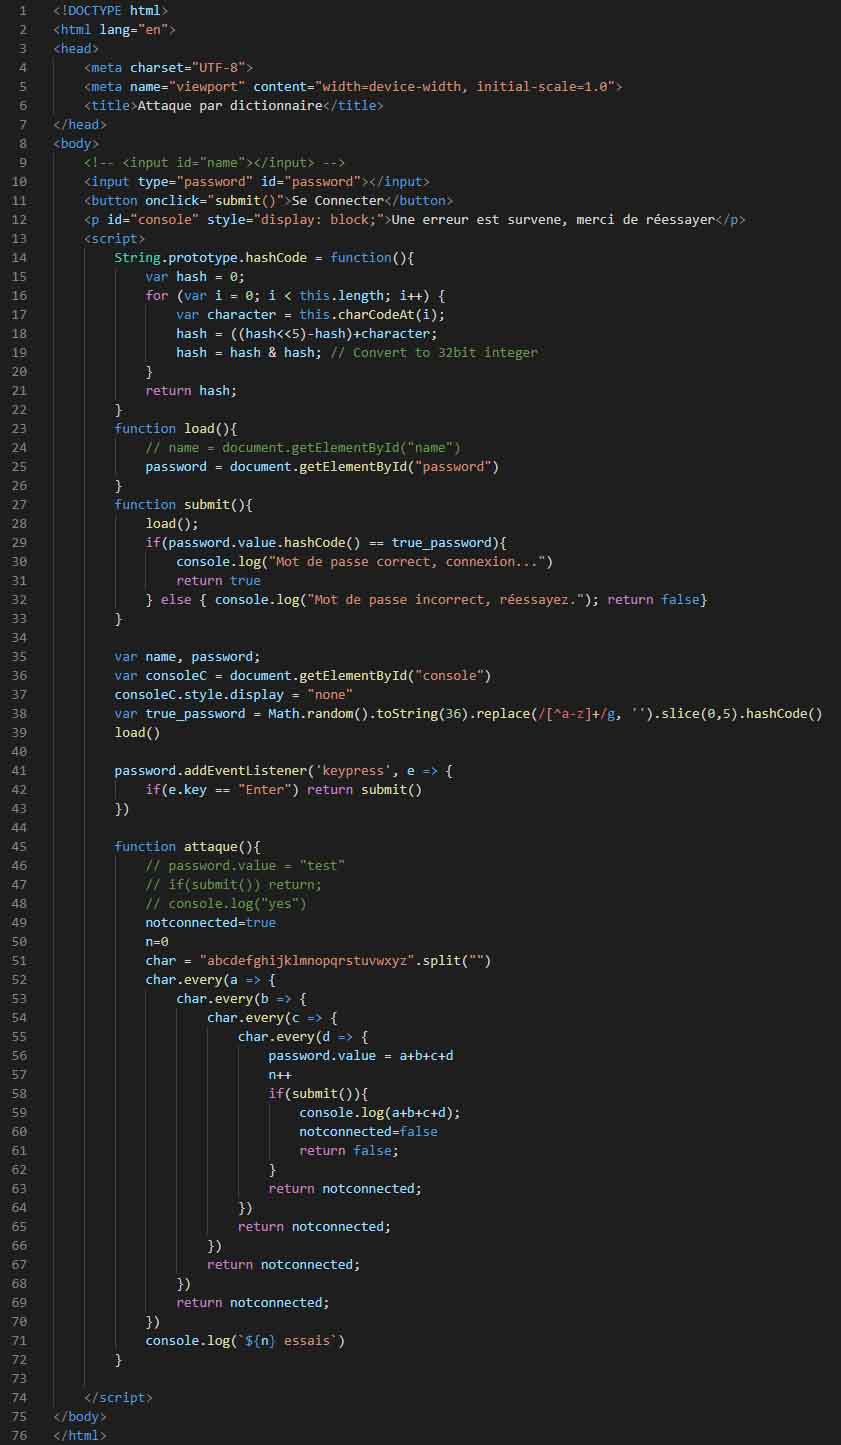 1 <!DOCTYPE html>
2 <html lang="en">
3 <head>
4 <meta charset="UTF-8">
5 <meta name="viewport" content="width=device-width, initial-scale=1.0">
6 <title>Attaque par dictionnaire</title>
7 </head>
8 <body>
9 <!-- <input id="name"></input> -->
10 <input type="password" id="password"></input>
11 <button onclick="submit()">Se Connecter</button>
12 <p id="console" style="display: block;">Une erreur est survene, merci de réessayer</p>
13 <script>
14 String.prototype.hashCode = function(){
15 var hash = 0;
16 for (var i = 0; i < this.length; i++) {
17 var character = this.charCodeAt(i);
18 hash = ((hash<<5)-hash)+character;
19 hash = hash & hash; // Convert to 32bit integer
20 }
21 return hash;
22 }
23 function load(){
24 // name = document.getElementById("name")
25 password = document.getElementById("password")
26 }
27 function submit(){
28 load();
29 if(password.value.hashCode() == true_password){
30 console.log("Mot de passe correct, connexion...")
31 return true
32 } else { console.log("Mot de passe incorrect, réessayez."); return false}
33 }
34
35 var name, password;
36 var consoleC = document.getElementById("console")
37 consoleC.style.display = "none"
38 var true_password = Math.random().toString(36).replace(/[^a-z]+/g, '').slice(0,5).hashCode()
39 load()
40
41 password.addEventListener('keypress', e => {
42 if(e.key == "Enter") return submit()
43 })
44
45 function attaque(){
46 // password.value = "test"
47 // if(submit()) return;
48 // console.log("yes")
49 notconnected=true
50 n=0
51 char = "abcdefghijklmnopqrstuvwxyz".split("")
52 char.every(a => {
53 char.every(b => {
54 char.every(c => {
55 char.every(d => {
56 password.value = a+b+c+d
57 n++
58 if(submit()){
59 console.log(a+b+c+d);
60 notconnected=false
61 return false;
62 }
63 return notconnected;
64 })
65 return notconnected;
66 })
67 return notconnected;
68 })
69 return notconnected;
70 })
71 console.log(`${n} essais`)
72 }
73
74 </script>
75 </body>
76 </html>